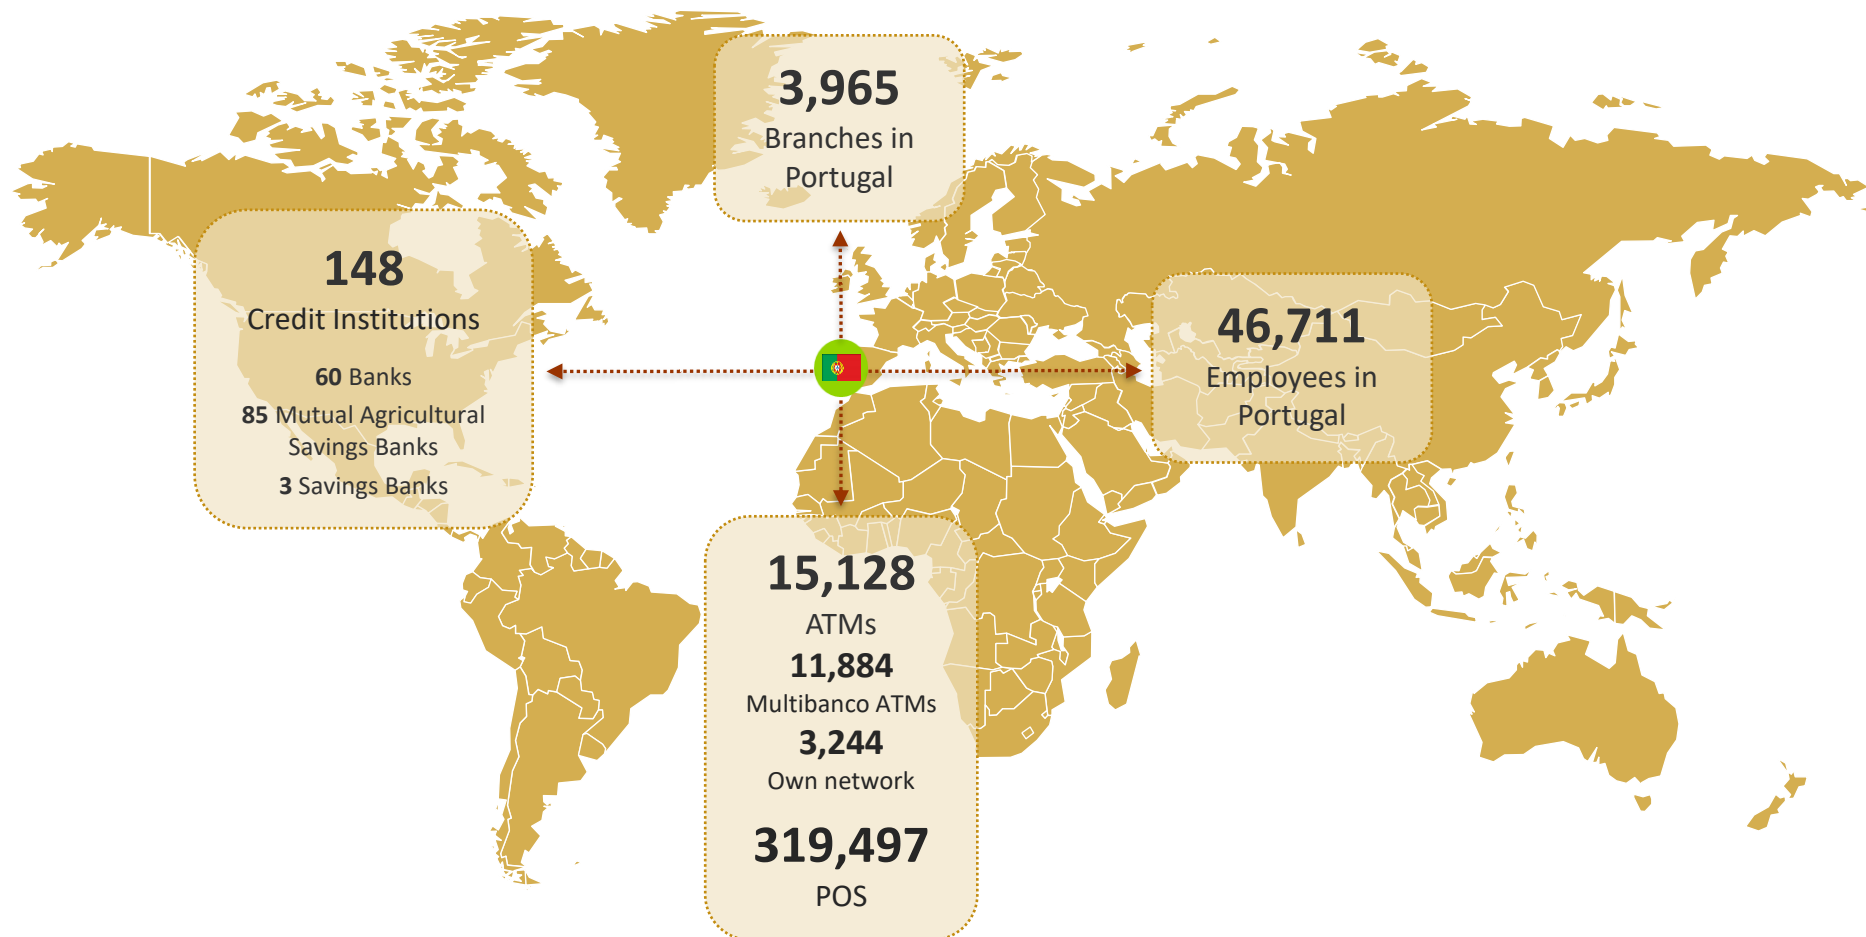 3,965
Branches in
Portugal
148
Credit Institutions
60 Banks
85 Mutual Agricultural
Savings Banks
3 Savings Banks
46,711
Employees in
Portugal
15,128
ATMs
11,884
Multibanco ATMs
3,244
Own network
319,497
POS